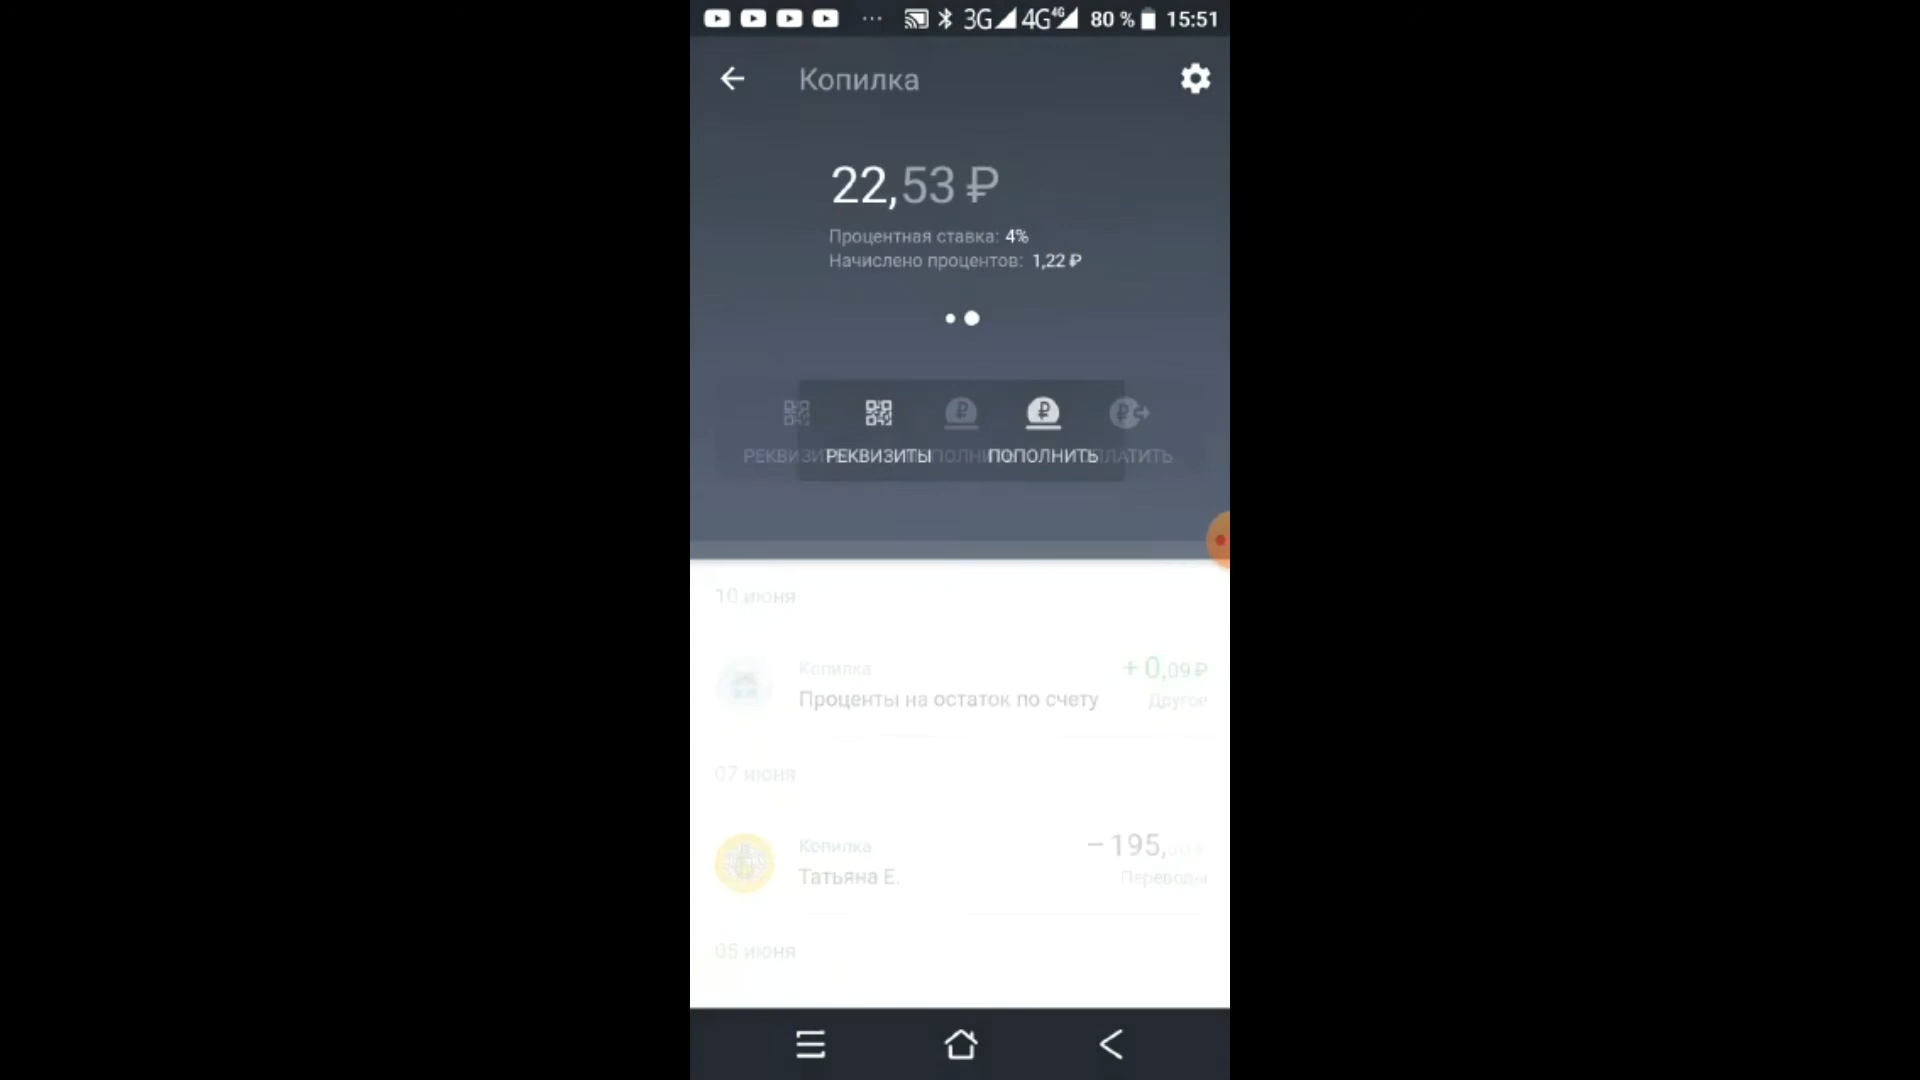 3G 4G 4G 80 % 15:51
Копилка
22,53 ₽
Процентная ставка: 4%
Начислено процентов: 1,22 ₽
РЕКВИЗИТЫ ПОПОЛНИТЬ
10 июня
Копилка + 0,09 ₽
Проценты на остаток по счету Другое
07 июня
Копилка – 195,
Татьяна Е. Переводы
05 июня